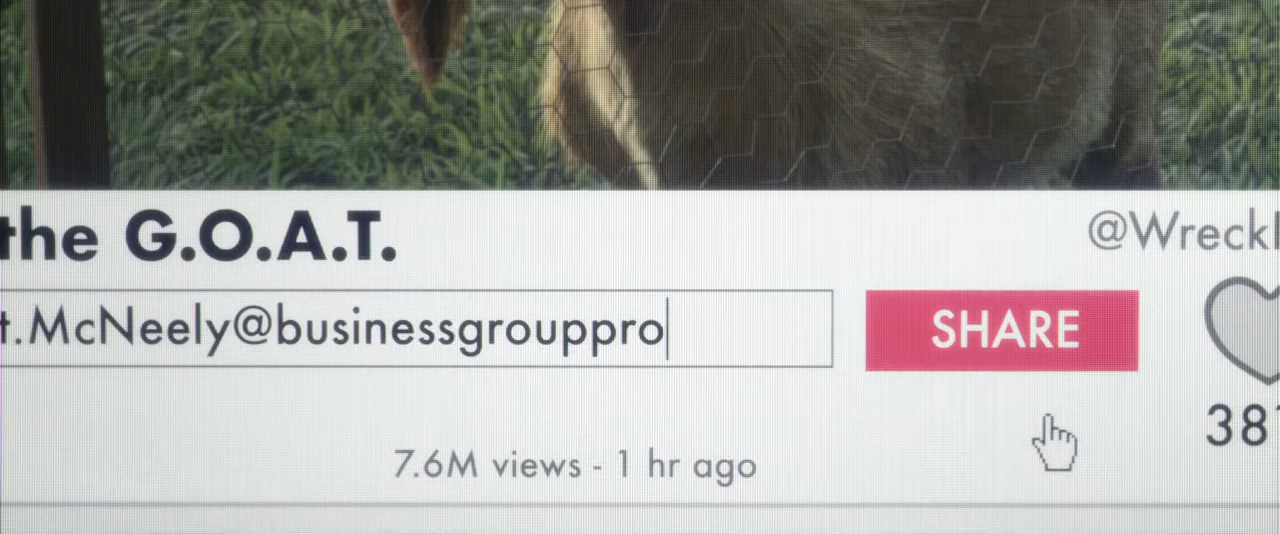 the G.O.A.T.
@Wreck
t.McNeely@businessgrouppro
SHARE
38
7.6M views - 1 hr ago